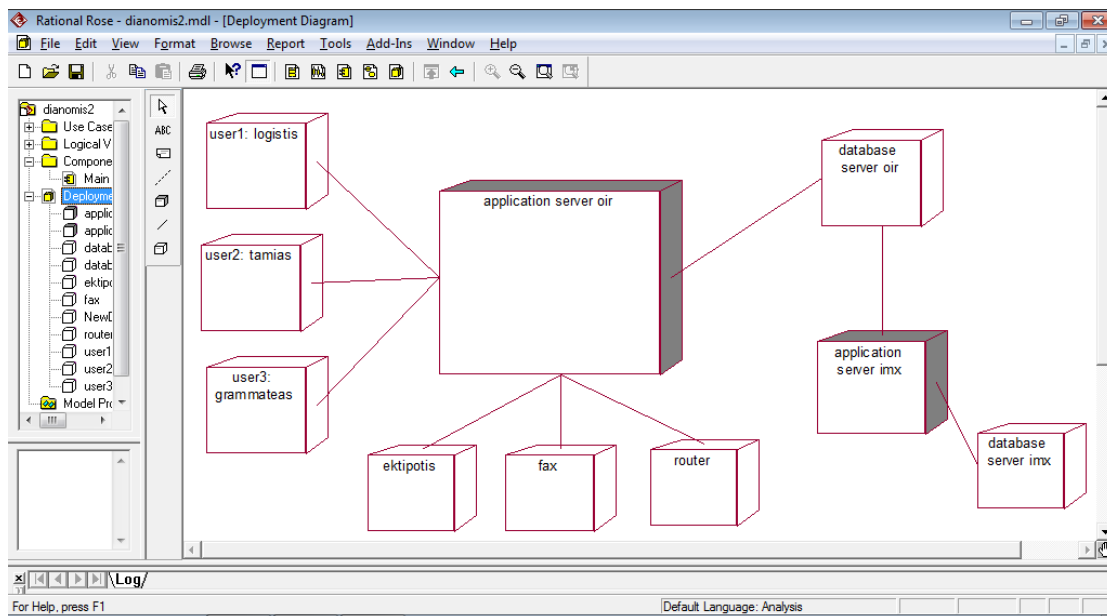 Rational Rose - dianomis2.mdl - [Deployment Diagram]
File Edit View Format Browse Report Tools Add-Ins Window Help
ABC
dianomis2
Use Case
Logical V
Compone
Main
Deployme
applic
applic
datab
datab
ektipo
fax
NewD
router
user1
user2
user3
Model Pro
user1: logistis
user2: tamias
user3:
grammateas
application server oir
ektipotis
fax
router
database
server oir
application
server imx
database
server imx
Log
For Help, press F1
Default Language: Analysis